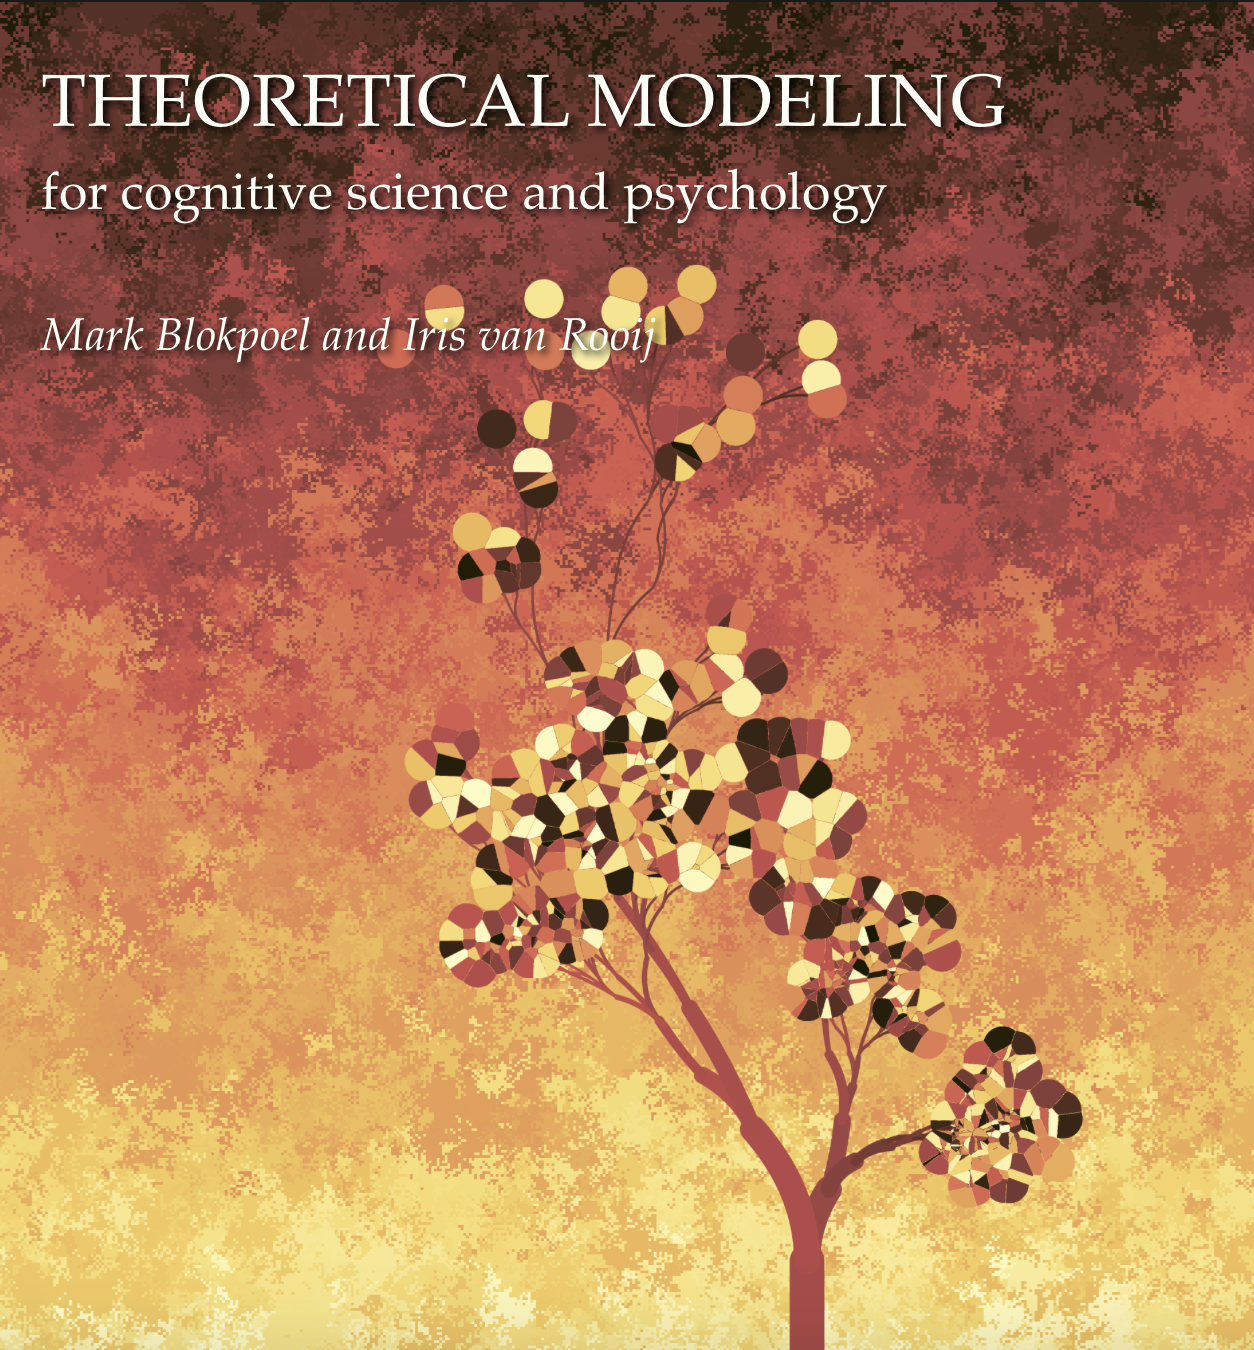 THEORETICAL MODELING
for cognitive science and psychology
Mark Blokpoel and Iris van Rooij